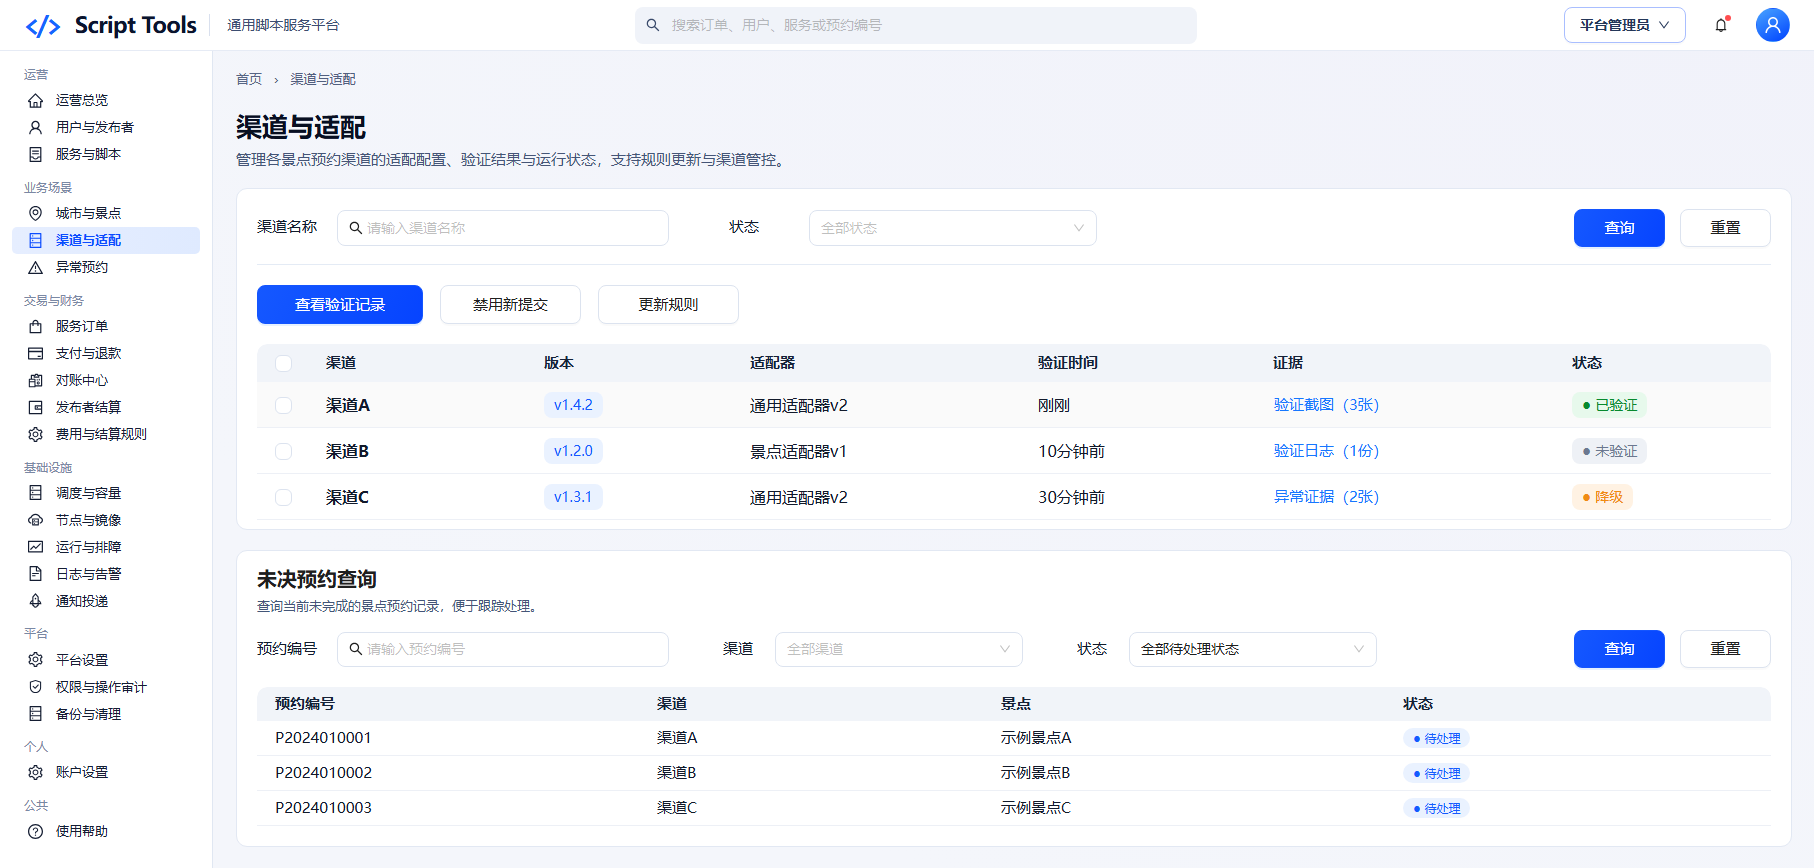 Script Tools
通用脚本服务平台
搜索订单、用户、服务或预约编号
平台管理员
运营
运营总览
用户与发布者
服务与脚本
业务场景
城市与景点
渠道与适配
异常预约
交易与财务
服务订单
支付与退款
对账中心
发布者结算
费用与结算规则
基础设施
调度与容量
节点与镜像
运行与排障
日志与告警
通知投递
平台
平台设置
权限与操作审计
备份与清理
个人
账户设置
公共
使用帮助
首页 › 渠道与适配
渠道与适配
管理各景点预约渠道的适配配置、验证结果与运行状态，支持规则更新与渠道管控。
渠道名称 请输入渠道名称 状态 全部状态 查询 重置
查看验证记录 禁用新提交 更新规则
渠道 版本 适配器 验证时间 证据 状态
渠道A v1.4.2 通用适配器v2 刚刚 验证截图（3张） 已验证
渠道B v1.2.0 景点适配器v1 10分钟前 验证日志（1份） 未验证
渠道C v1.3.1 通用适配器v2 30分钟前 异常证据（2张） 降级
未决预约查询
查询当前未完成的景点预约记录，便于跟踪处理。
预约编号 请输入预约编号 渠道 全部渠道 状态 全部待处理状态 查询 重置
预约编号 渠道 景点 状态
P2024010001 渠道A 示例景点A 待处理
P2024010002 渠道B 示例景点B 待处理
P2024010003 渠道C 示例景点C 待处理